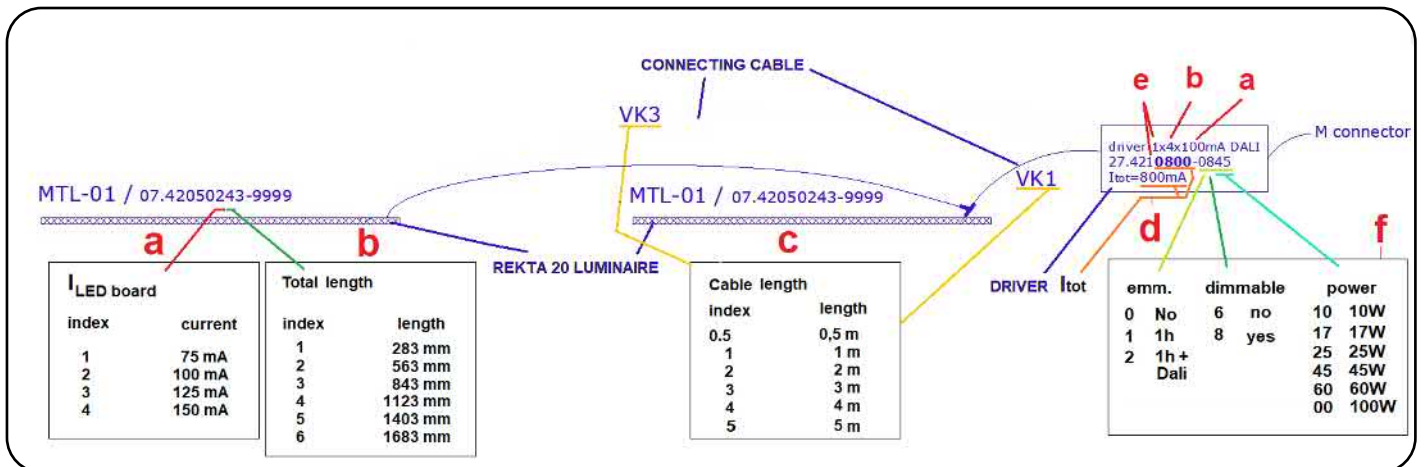 CONNECTING CABLE
e b a
VK3
M connector
driver 1x4x100mA DALI
27.4210800-0845
Itot=800mA
VK1
MTL-01 / 07.42050243-9999
MTL-01 / 07.42050243-9999
a b c d f
REKTA 20 LUMINAIRE
DRIVER Itot
I LED board
index current
1 75 mA
2 100 mA
3 125 mA
4 150 mA
Total length
index length
1 283 mm
2 563 mm
3 843 mm
4 1123 mm
5 1403 mm
6 1683 mm
Cable length
index length
0.5 0,5 m
1 1 m
2 2 m
3 3 m
4 4 m
5 5 m
emm. dimmable power
0 No 6 no 10 10W
1 1h 8 yes 17 17W
2 1h + 25 25W
Dali 45 45W
60 60W
00 100W